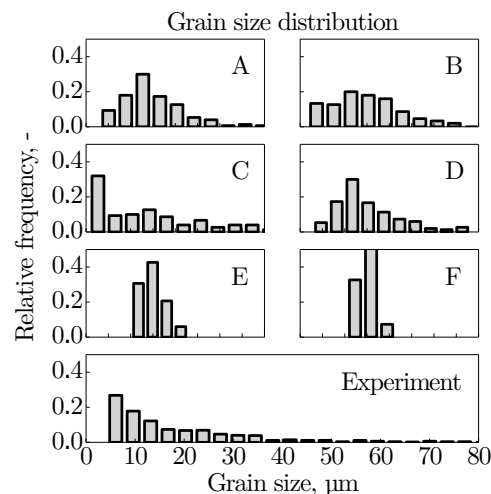 Grain size distribution
Relative frequency, -
0.4
0.2
0.0
A
B
0.4
0.2
0.0
C
D
0.4
0.2
0.0
E
F
0.4
0.2
0.0
Experiment
0 10 20 30 40 50 60 70 80
Grain size, μm